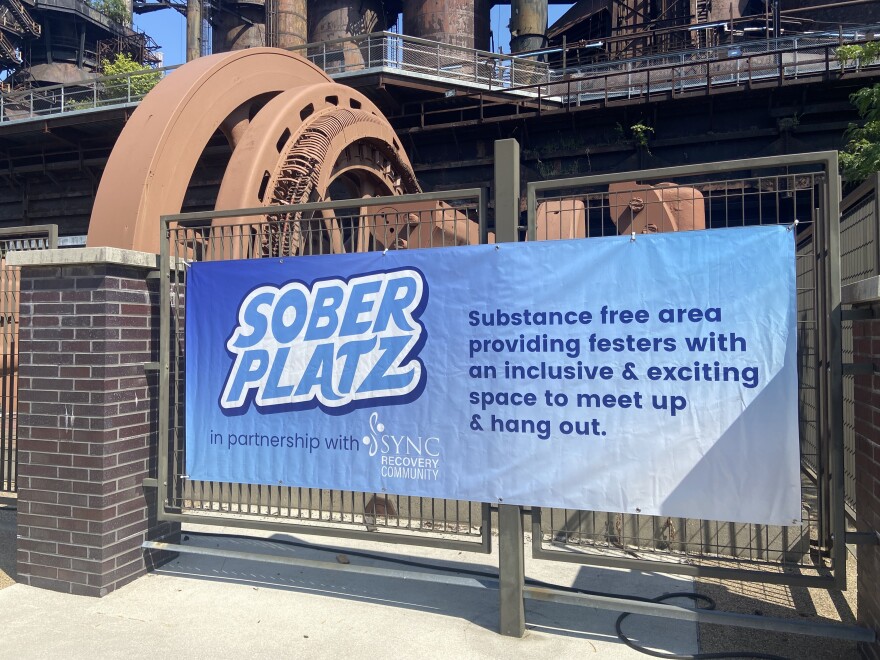 SOBER
PLATZ
in partnership with SYNC
RECOVERY
COMMUNITY
Substance free area
providing festers with
an inclusive & exciting
space to meet up
& hang out.